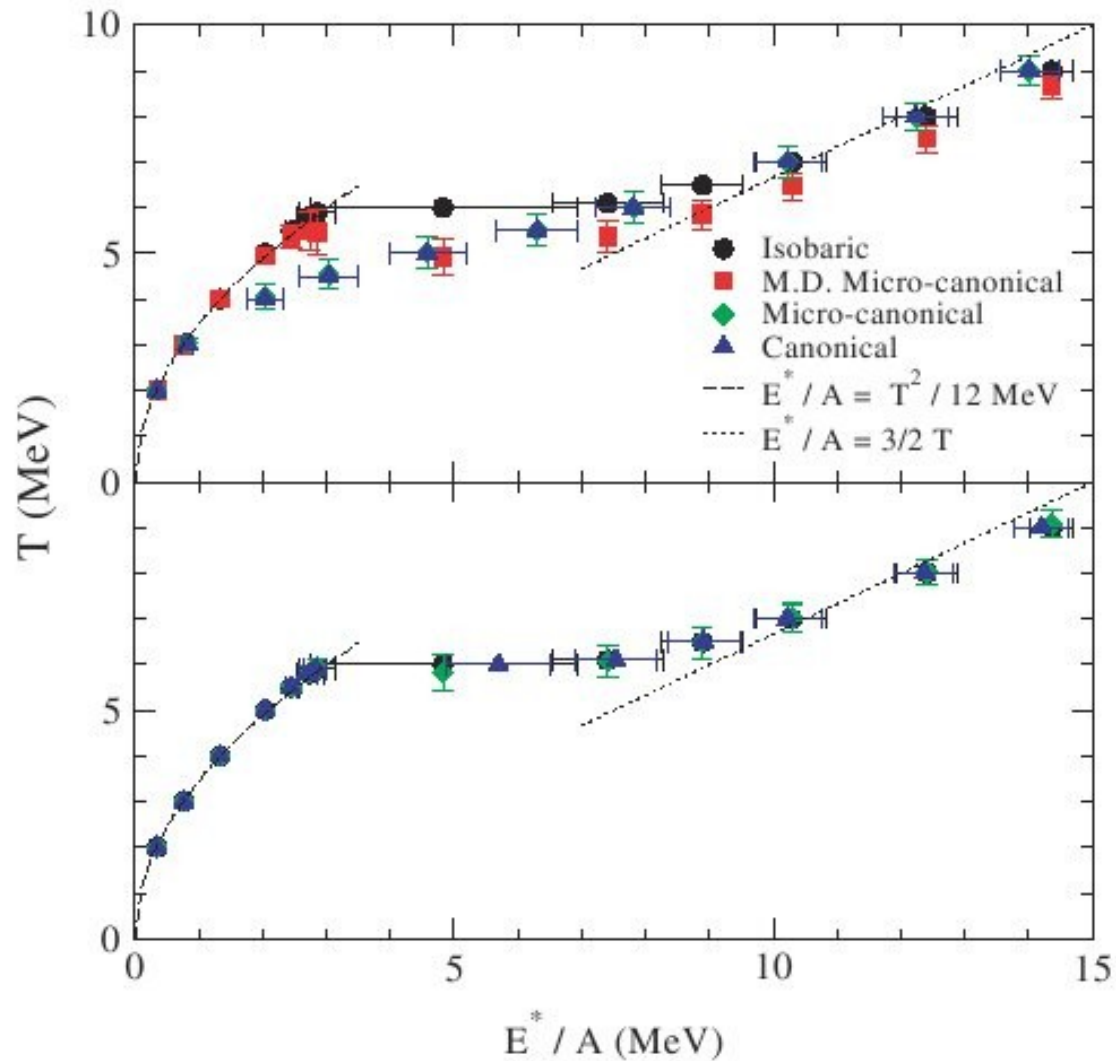 10
5
0
Isobaric
M.D. Micro-canonical
Micro-canonical
Canonical
E* / A = T² / 12 MeV
E* / A = 3/2 T
T (MeV)
5
0
0 5 10 15
E* / A (MeV)